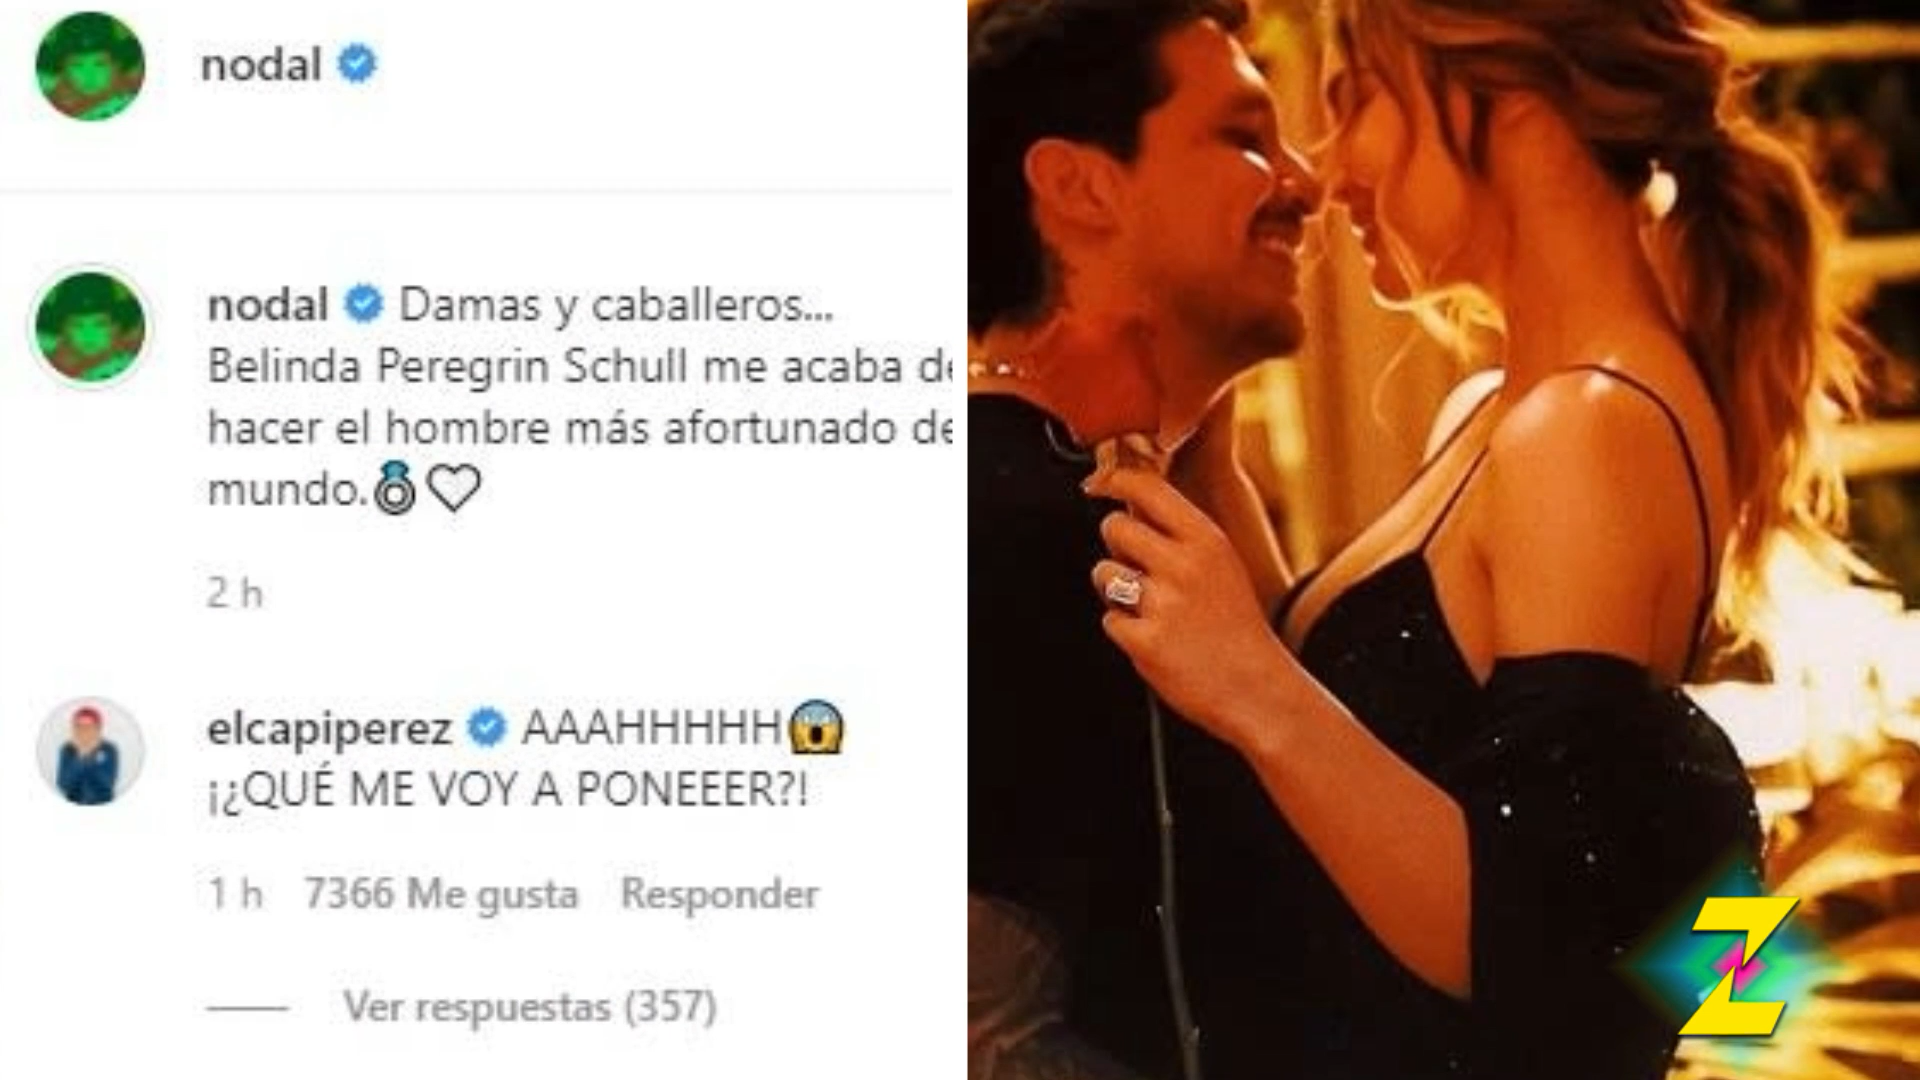 nodal
nodal Damas y caballeros...
Belinda Peregrin Schull me acaba de
hacer el hombre más afortunado de
mundo.
2 h
elcapiperez AAAHHHHH
¡¿QUÉ ME VOY A PONEEER?!
1 h 7366 Me gusta Responder
Ver respuestas (357)
Z